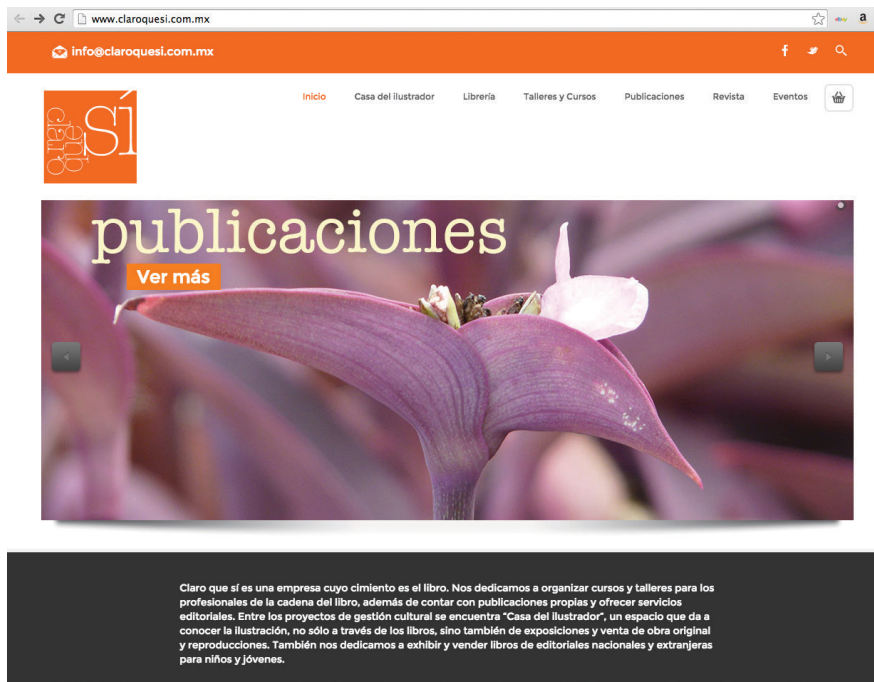 www.claroquesi.com.mx
ebay a
info@claroquesi.com.mx
f
claro que SÍ
Inicio Casa del ilustrador Librería Talleres y Cursos Publicaciones Revista Eventos
publicaciones
Ver más
Claro que sí es una empresa cuyo cimiento es el libro. Nos dedicamos a organizar cursos y talleres para los
profesionales de la cadena del libro, además de contar con publicaciones propias y ofrecer servicios
editoriales. Entre los proyectos de gestión cultural se encuentra “Casa del ilustrador”, un espacio que da a
conocer la ilustración, no sólo a través de los libros, sino también de exposiciones y venta de obra original
y reproducciones. También nos dedicamos a exhibir y vender libros de editoriales nacionales y extranjeras
para niños y jóvenes.